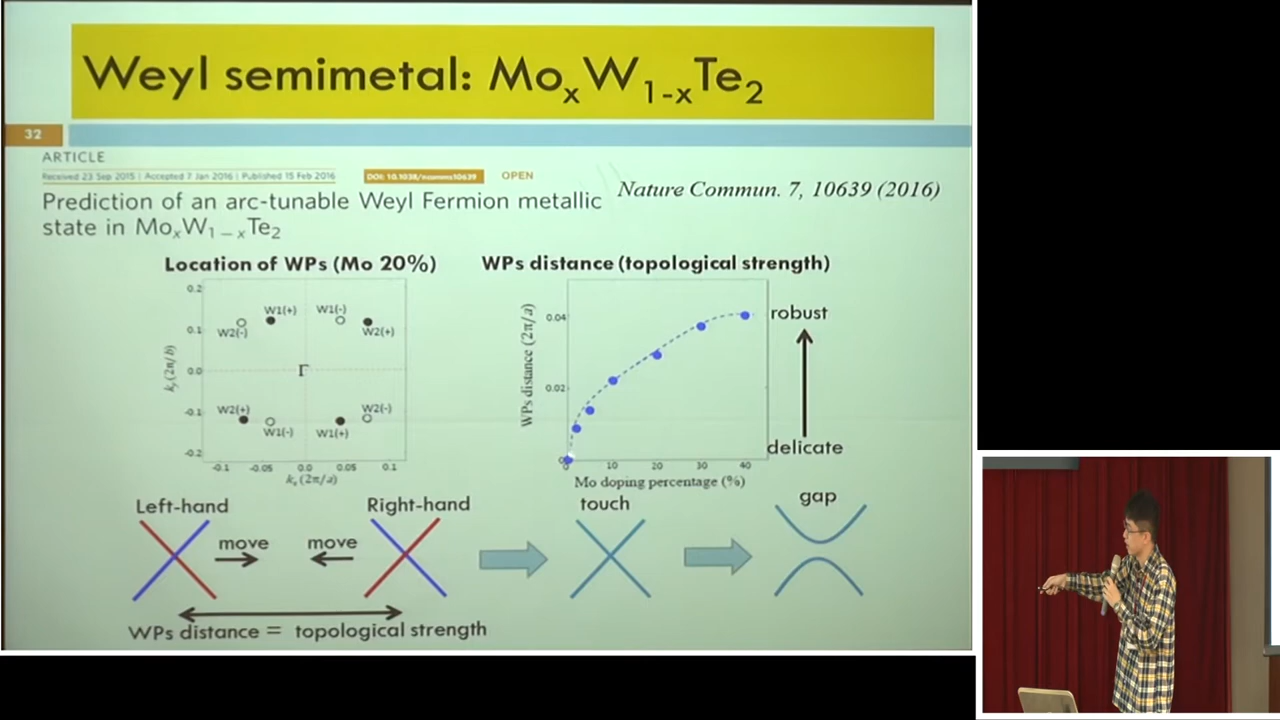 Weyl semimetal: MoxW1-xTe2
32
ARTICLE
Received 23 Sep 2015 | Accepted 7 Jan 2016 | Published 15 Feb 2016
DOI: 10.1038/ncomms10639
OPEN
Nature Commun. 7, 10639 (2016)
Prediction of an arc-tunable Weyl Fermion metallic
state in MoxW1−xTe2
Location of WPs (Mo 20%)
WPs distance (topological strength)
0.2
0.1
0.0
-0.1
-0.2
ky (2π/b)
W1(+)
W1(-)
W2(-)
W2(+)
Γ
W2(+)
W2(-)
W1(-)
W1(+)
-0.1 -0.05 0.0 0.05 0.1
kx (2π/a)
WPs distance (2π/a)
0.04
0.02
0
0 10 20 30 40
Mo doping percentage (%)
robust
delicate
Left-hand
Right-hand
touch
gap
move
move
WPs distance = topological strength